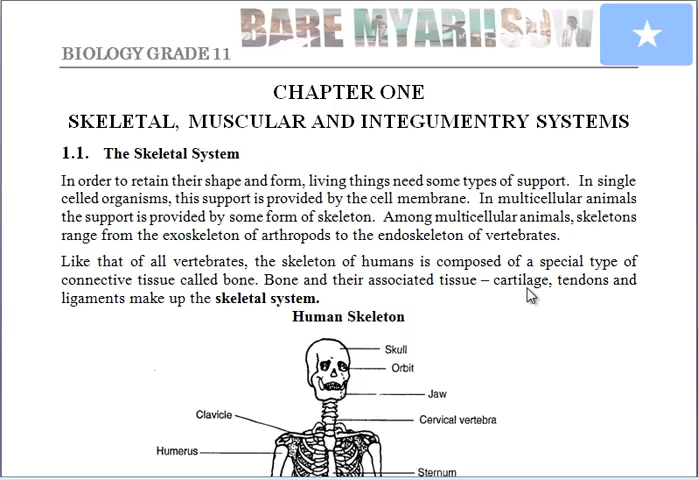 BARE MYARI!SOW
BIOLOGY GRADE 11
CHAPTER ONE
SKELETAL, MUSCULAR AND INTEGUMENTRY SYSTEMS
1.1. The Skeletal System
In order to retain their shape and form, living things need some types of support. In single
celled organisms, this support is provided by the cell membrane. In multicellular animals
the support is provided by some form of skeleton. Among multicellular animals, skeletons
range from the exoskeleton of arthropods to the endoskeleton of vertebrates.
Like that of all vertebrates, the skeleton of humans is composed of a special type of
connective tissue called bone. Bone and their associated tissue – cartilage, tendons and
ligaments make up the skeletal system.
Human Skeleton
Skull
Orbit
Jaw
Clavicle
Cervical vertebra
Humerus
Sternum